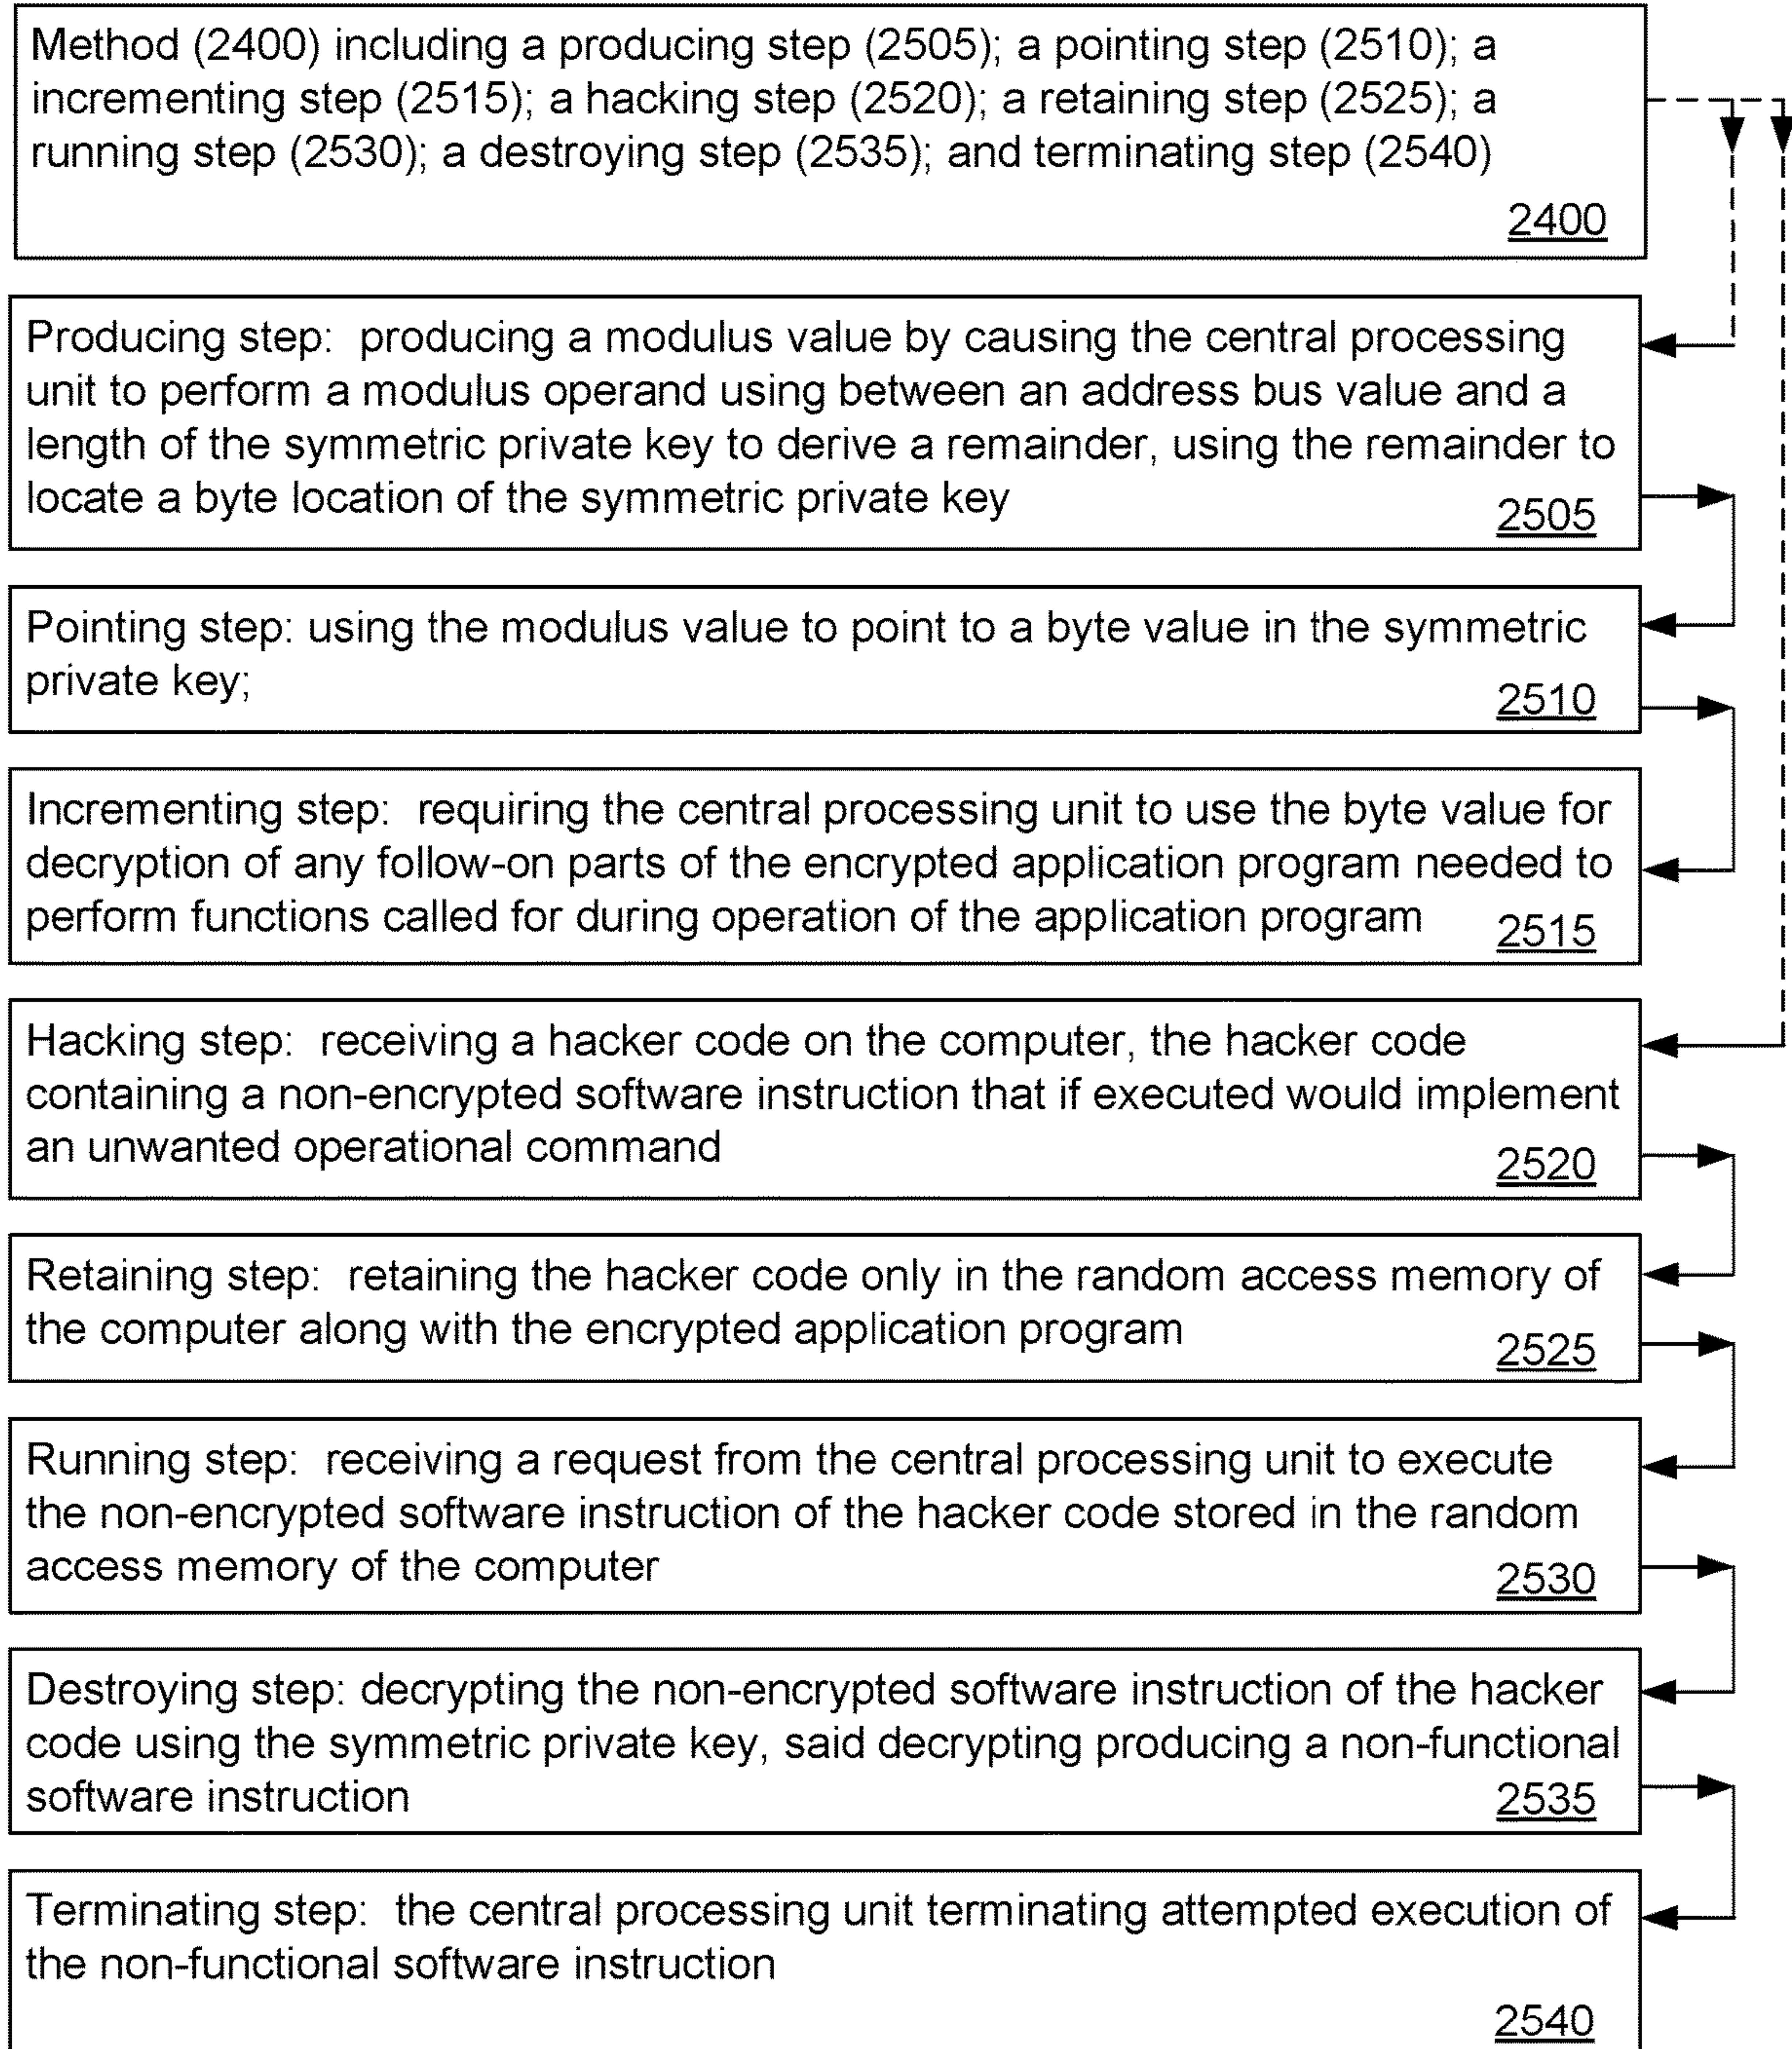 Method (2400) including a producing step (2505); a pointing step (2510); a
incrementing step (2515); a hacking step (2520); a retaining step (2525); a
running step (2530); a destroying step (2535); and terminating step (2540)
2400
Producing step: producing a modulus value by causing the central processing
unit to perform a modulus operand using between an address bus value and a
length of the symmetric private key to derive a remainder, using the remainder to
locate a byte location of the symmetric private key
2505
Pointing step: using the modulus value to point to a byte value in the symmetric
private key;
2510
Incrementing step: requiring the central processing unit to use the byte value for
decryption of any follow-on parts of the encrypted application program needed to
perform functions called for during operation of the application program
2515
Hacking step: receiving a hacker code on the computer, the hacker code
containing a non-encrypted software instruction that if executed would implement
an unwanted operational command
2520
Retaining step: retaining the hacker code only in the random access memory of
the computer along with the encrypted application program
2525
Running step: receiving a request from the central processing unit to execute
the non-encrypted software instruction of the hacker code stored in the random
access memory of the computer
2530
Destroying step: decrypting the non-encrypted software instruction of the hacker
code using the symmetric private key, said decrypting producing a non-functional
software instruction
2535
Terminating step: the central processing unit terminating attempted execution of
the non-functional software instruction
2540